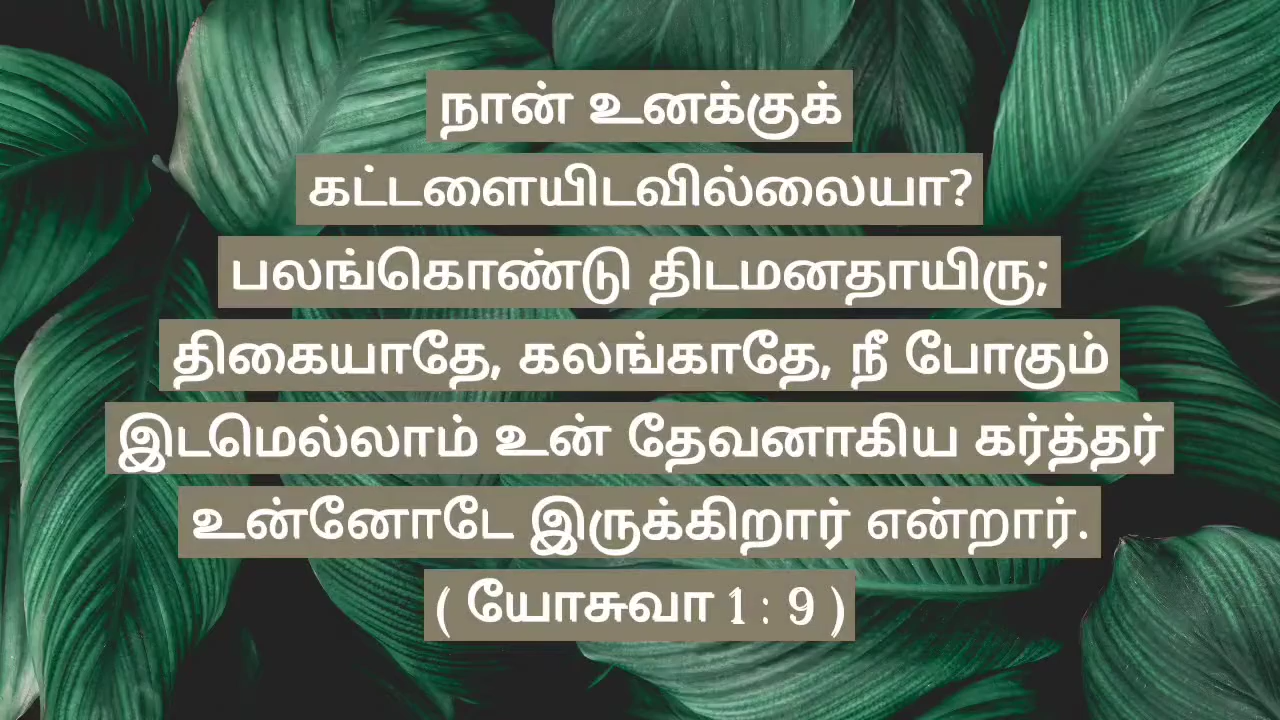 நான் உனக்குக்
கட்டளையிடவில்லையா?
பலங்கொண்டு திடமனதாயிரு;
திகையாதே, கலங்காதே, நீ போகும்
இடமெல்லாம் உன் தேவனாகிய கர்த்தர்
உன்னோடே இருக்கிறார் என்றார்.
( யோசுவா 1 : 9 )